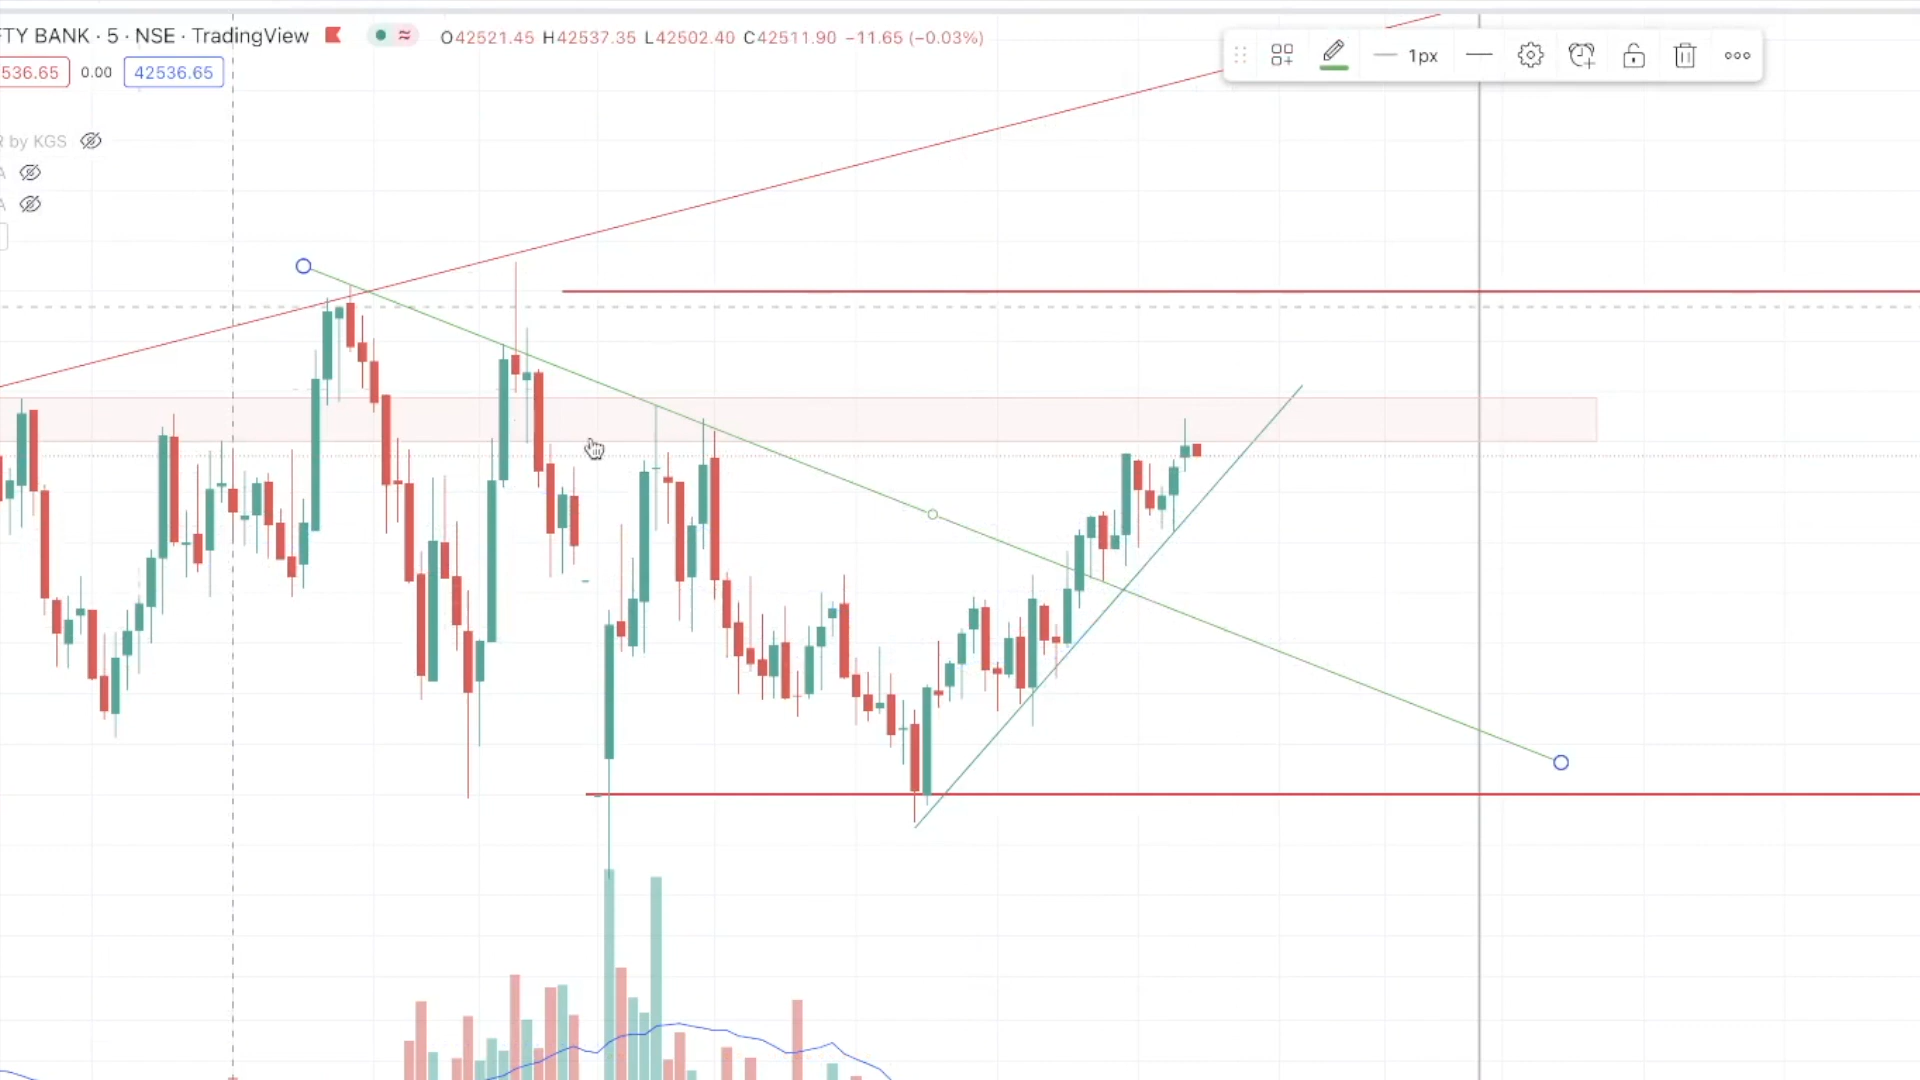 FTY BANK · 5 · NSE · TradingView O42521.45 H42537.35 L42502.40 C42511.90 −11.65 (−0.03%)
1px
536.65 0.00 42536.65
R by KGS
A
A